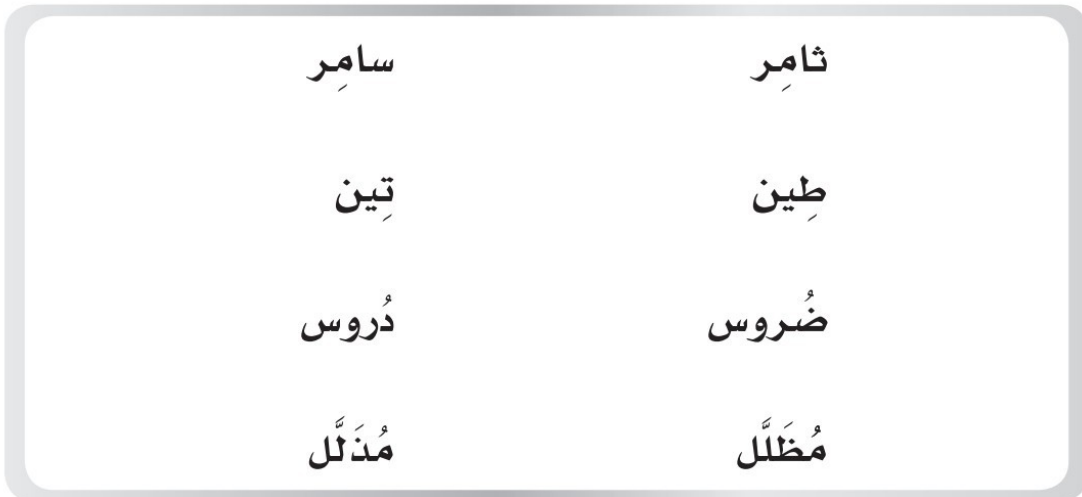 ثامِر سامِر
طِين تِين
ضُروس دُروس
مُظَلَّل مُذَلَّل